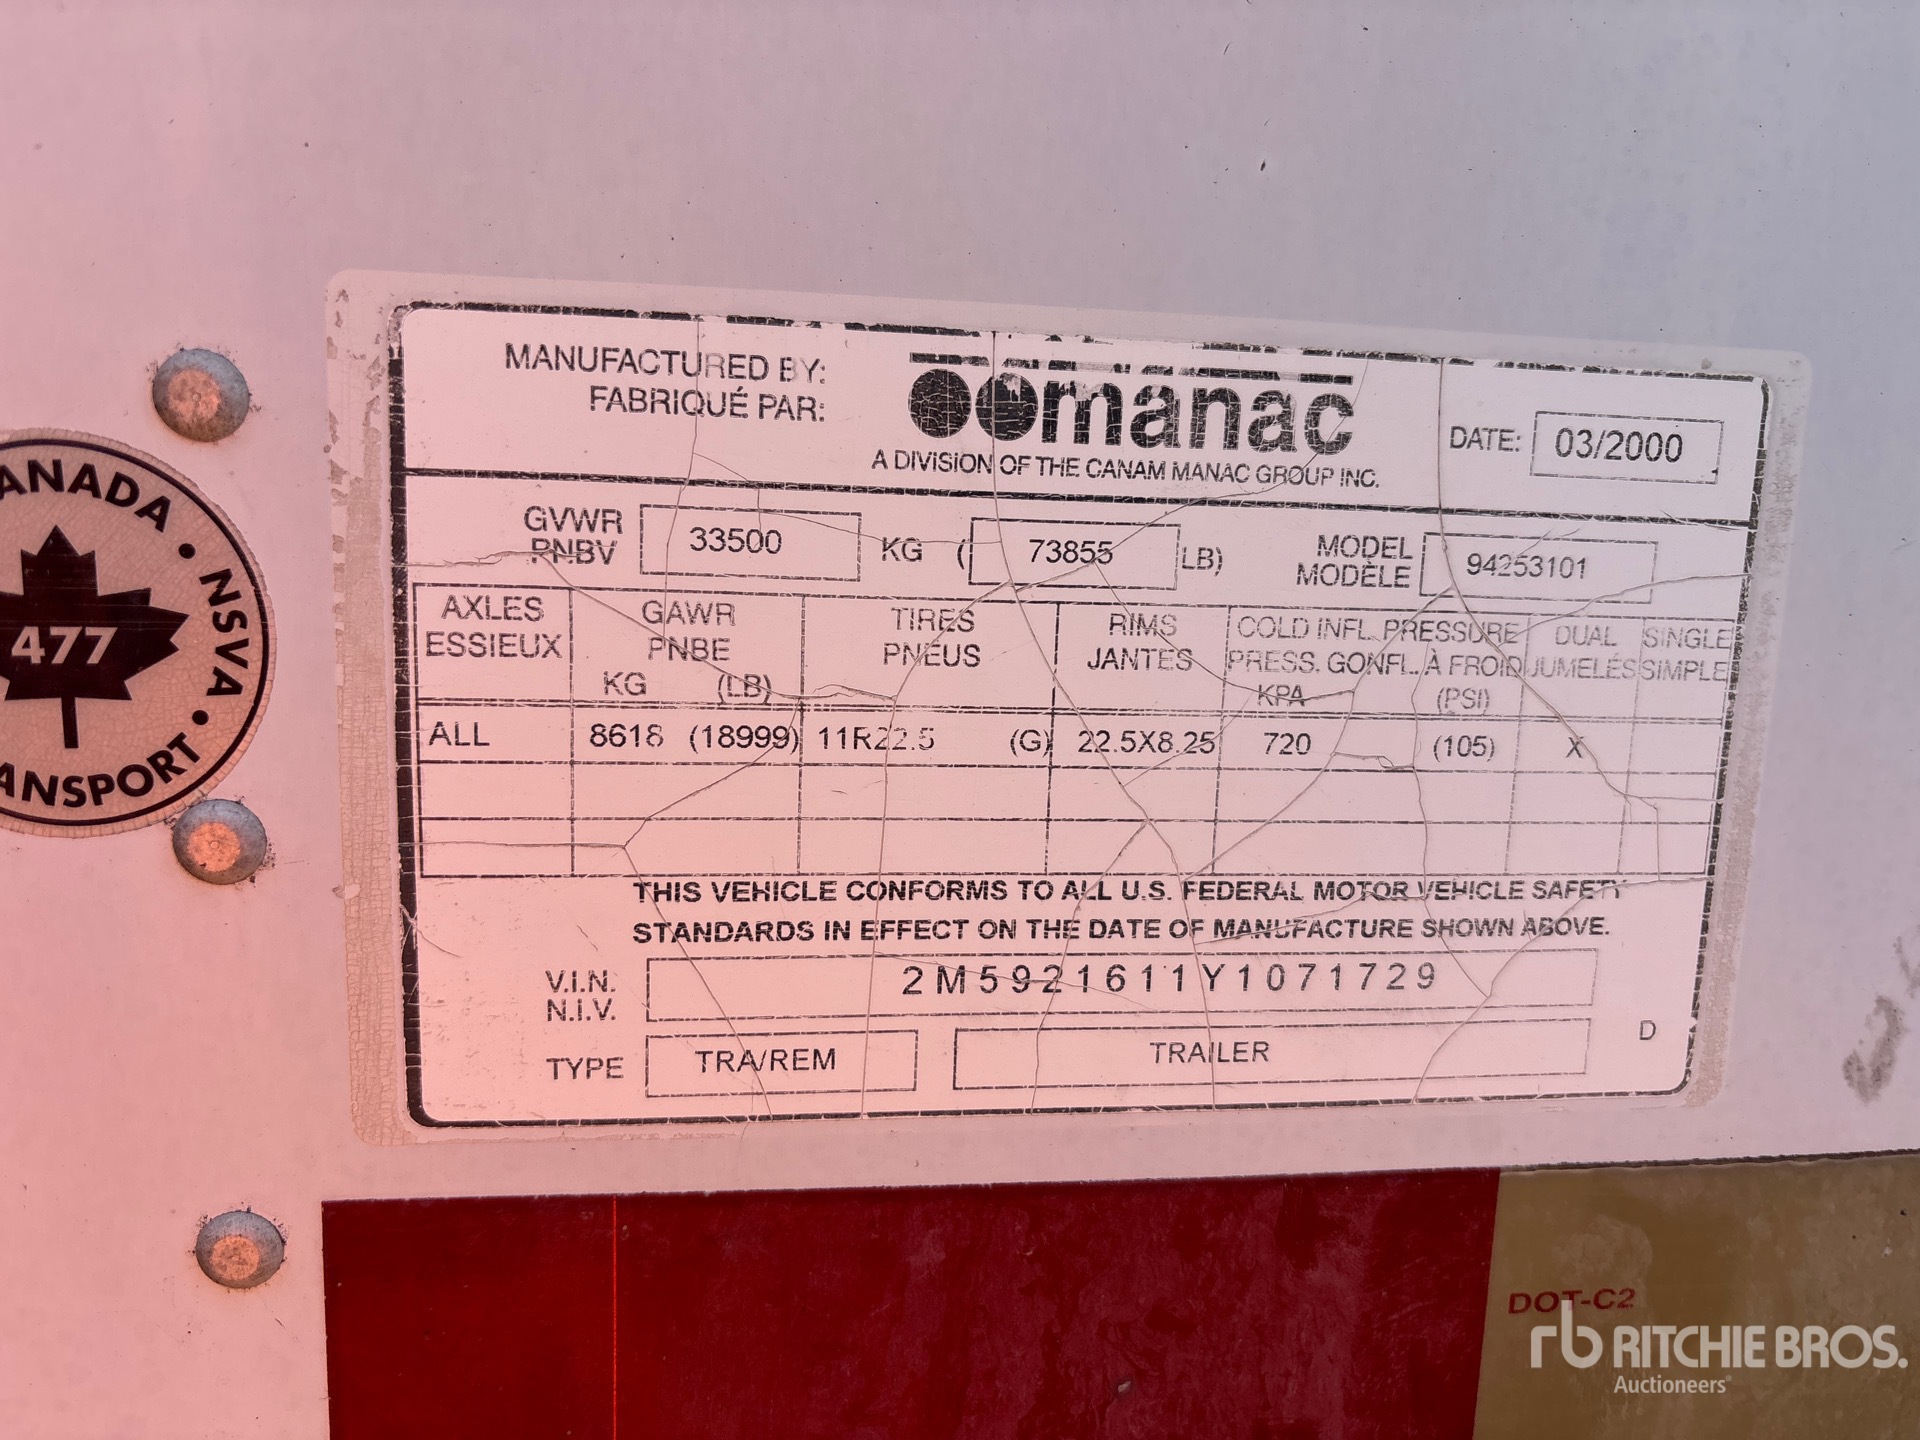 MANUFACTURED BY:
FABRIQUÉ PAR:
manac
A DIVISION OF THE CANAM MANAC GROUP INC.
DATE: 03/2000
GVWR
PNBV
33500 KG ( 73855 LB)
MODEL
MODÈLE
94253101
AXLES
ESSIEUX
GAWR
PNBE
KG (LB)
TIRES
PNEUS
RIMS
JANTES
COLD INFL. PRESSURE
PRESS. GONFL. À FROID
KPA (PSI)
DUAL
JUMELÉS
SINGLE
SIMPLE
ALL 8618 (18999) 11R22.5 (G) 22.5X8.25 720 (105) X
THIS VEHICLE CONFORMS TO ALL U.S. FEDERAL MOTOR VEHICLE SAFETY
STANDARDS IN EFFECT ON THE DATE OF MANUFACTURE SHOWN ABOVE.
V.I.N.
N.I.V.
2M5921611Y1071729
TYPE TRA/REM TRAILER D
ANADA • NSVA • ANSPORT
477
DOT-C2
rb RITCHIE BROS.
Auctioneers